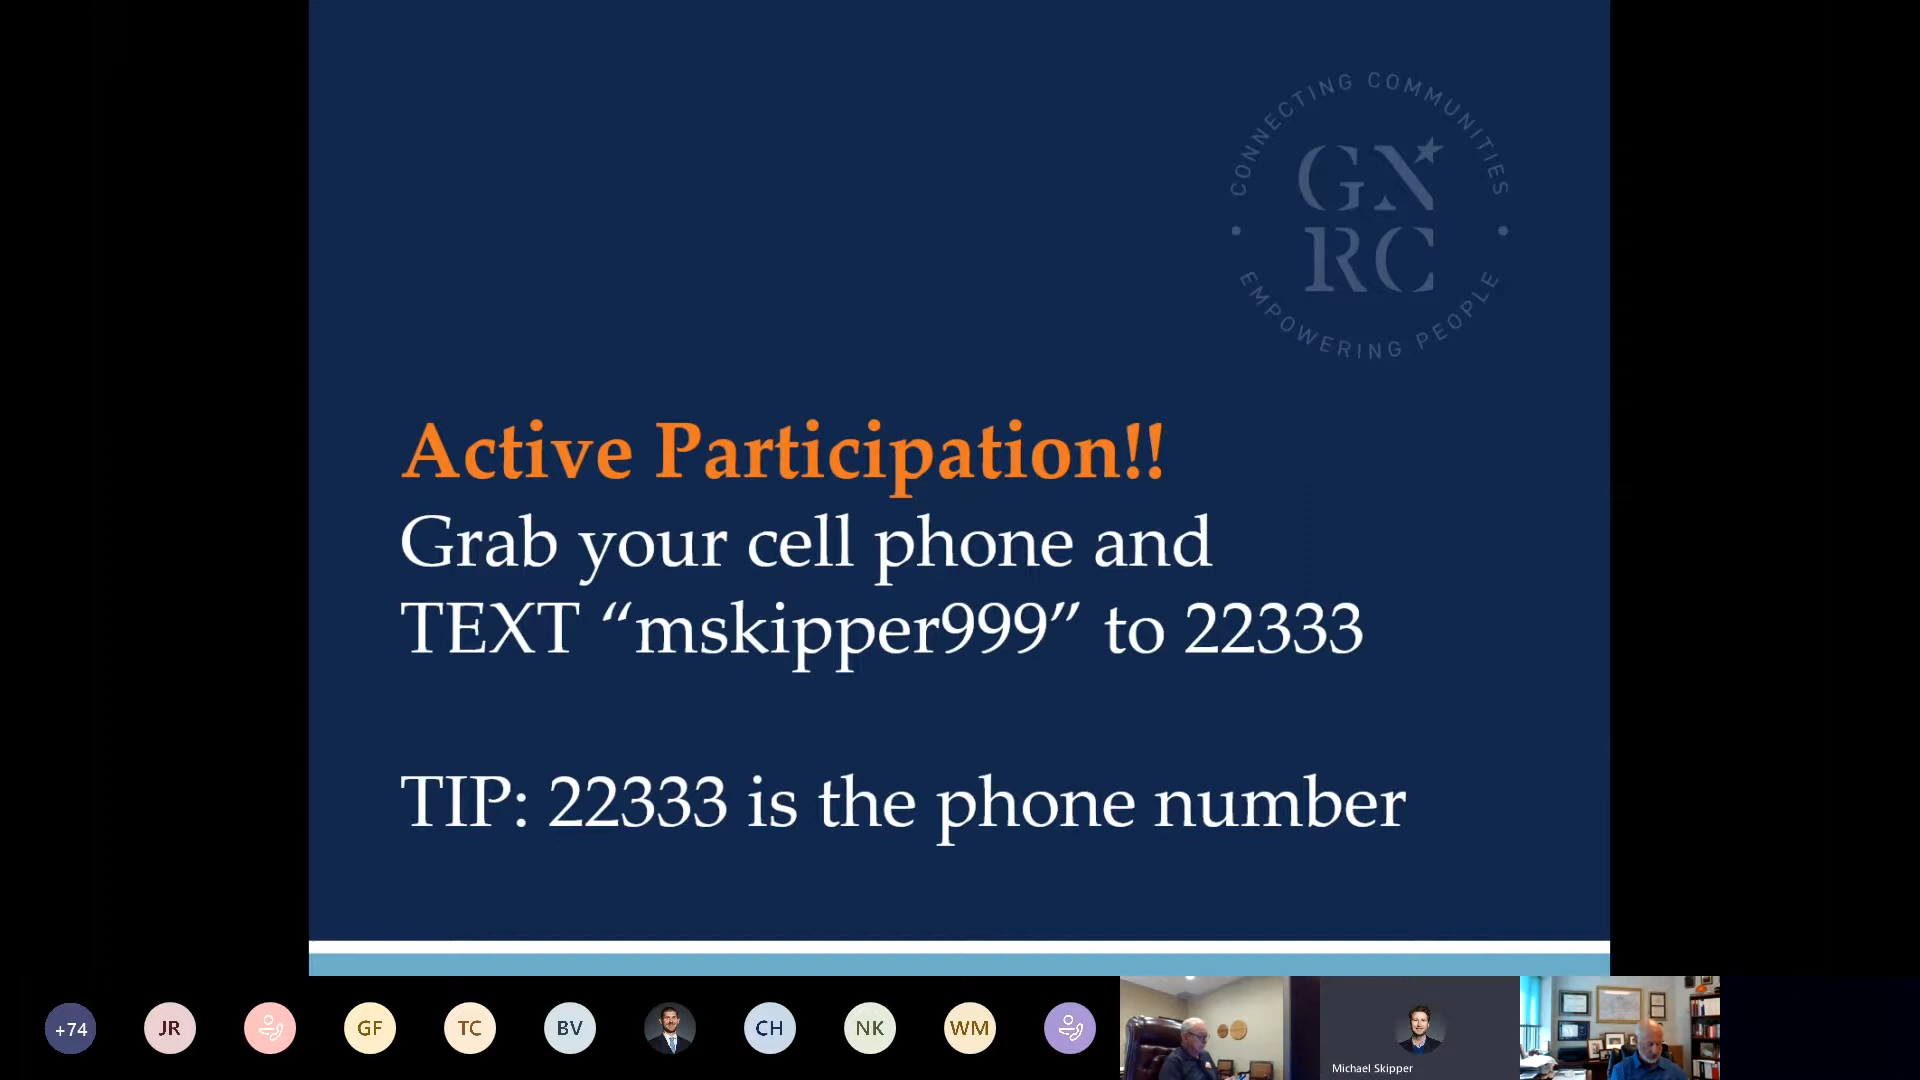 CONNECTING COMMUNITIES
GN
RC
EMPOWERING PEOPLE
Active Participation!!
Grab your cell phone and
TEXT “mskipper999” to 22333
TIP: 22333 is the phone number
+74
JR
GF
TC
BV
CH
NK
WM
Michael Skipper